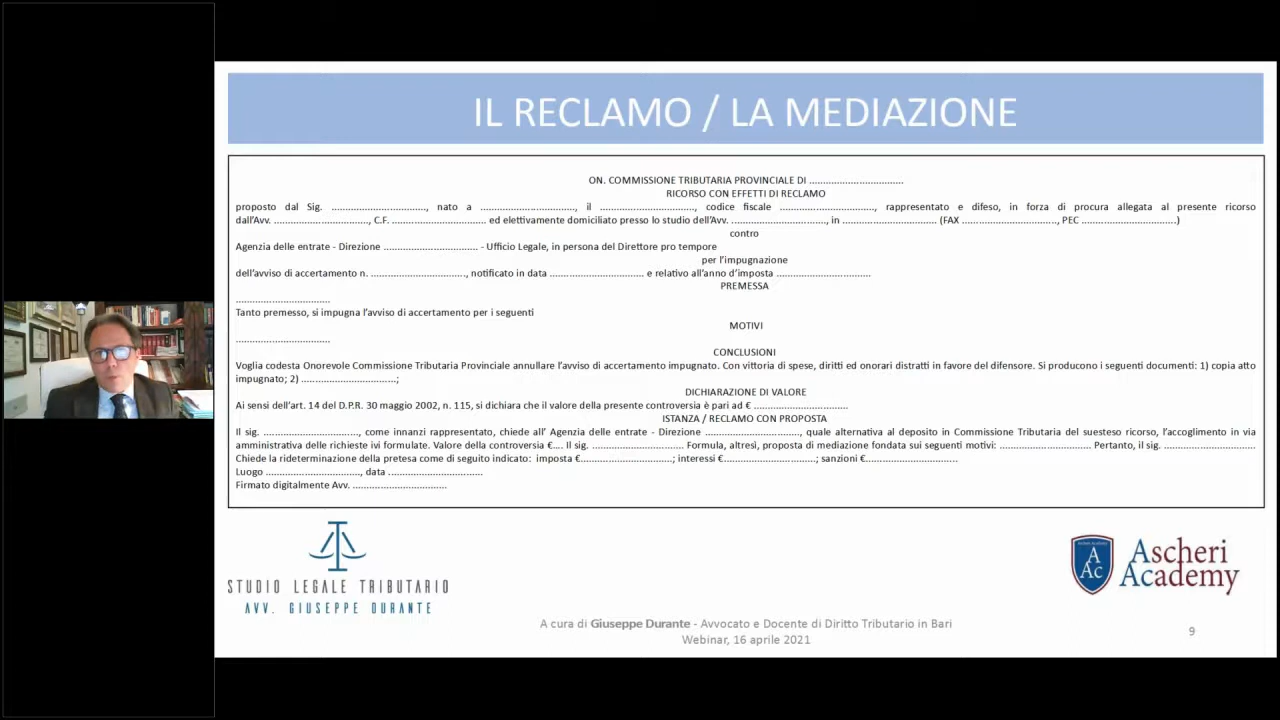 IL RECLAMO / LA MEDIAZIONE
ON. COMMISSIONE TRIBUTARIA PROVINCIALE DI ..................................
RICORSO CON EFFETTI DI RECLAMO
proposto dal Sig. .................................., nato a .................................., il .................................., codice fiscale .................................., rappresentato e difeso, in forza di procura allegata al presente ricorso
dall'Avv. .................................., C.F. .................................. ed elettivamente domiciliato presso lo studio dell'Avv. .................................., in .................................. (FAX .................................., PEC ..................................)
contro
Agenzia delle entrate - Direzione .................................. - Ufficio Legale, in persona del Direttore pro tempore
per l'impugnazione
dell'avviso di accertamento n. .................................., notificato in data .................................. e relativo all'anno d'imposta ..................................
PREMESSA
..................................
Tanto premesso, si impugna l'avviso di accertamento per i seguenti
MOTIVI
..................................
CONCLUSIONI
Voglia codesta Onorevole Commissione Tributaria Provinciale annullare l'avviso di accertamento impugnato. Con vittoria di spese, diritti ed onorari distratti in favore del difensore. Si producono i seguenti documenti: 1) copia atto
impugnato; 2) ..................................;
DICHIARAZIONE DI VALORE
Ai sensi dell'art. 14 del D.P.R. 30 maggio 2002, n. 115, si dichiara che il valore della presente controversia è pari ad € ..................................
ISTANZA / RECLAMO CON PROPOSTA
Il sig. .................................., come innanzi rappresentato, chiede all' Agenzia delle entrate - Direzione .................................., quale alternativa al deposito in Commissione Tributaria del suesteso ricorso, l'accoglimento in via
amministrativa delle richieste ivi formulate. Valore della controversia €.... Il sig. .................................. Formula, altresì, proposta di mediazione fondata sui seguenti motivi: .................................. Pertanto, il sig. ..................................
Chiede la rideterminazione della pretesa come di seguito indicato: imposta €..................................; interessi €..................................; sanzioni €..................................
Luogo .................................., data ..................................
Firmato digitalmente Avv. ..................................
STUDIO LEGALE TRIBUTARIO
AVV. GIUSEPPE DURANTE
A Ac
Ascheri
Academy
A cura di Giuseppe Durante - Avvocato e Docente di Diritto Tributario in Bari
Webinar, 16 aprile 2021
9